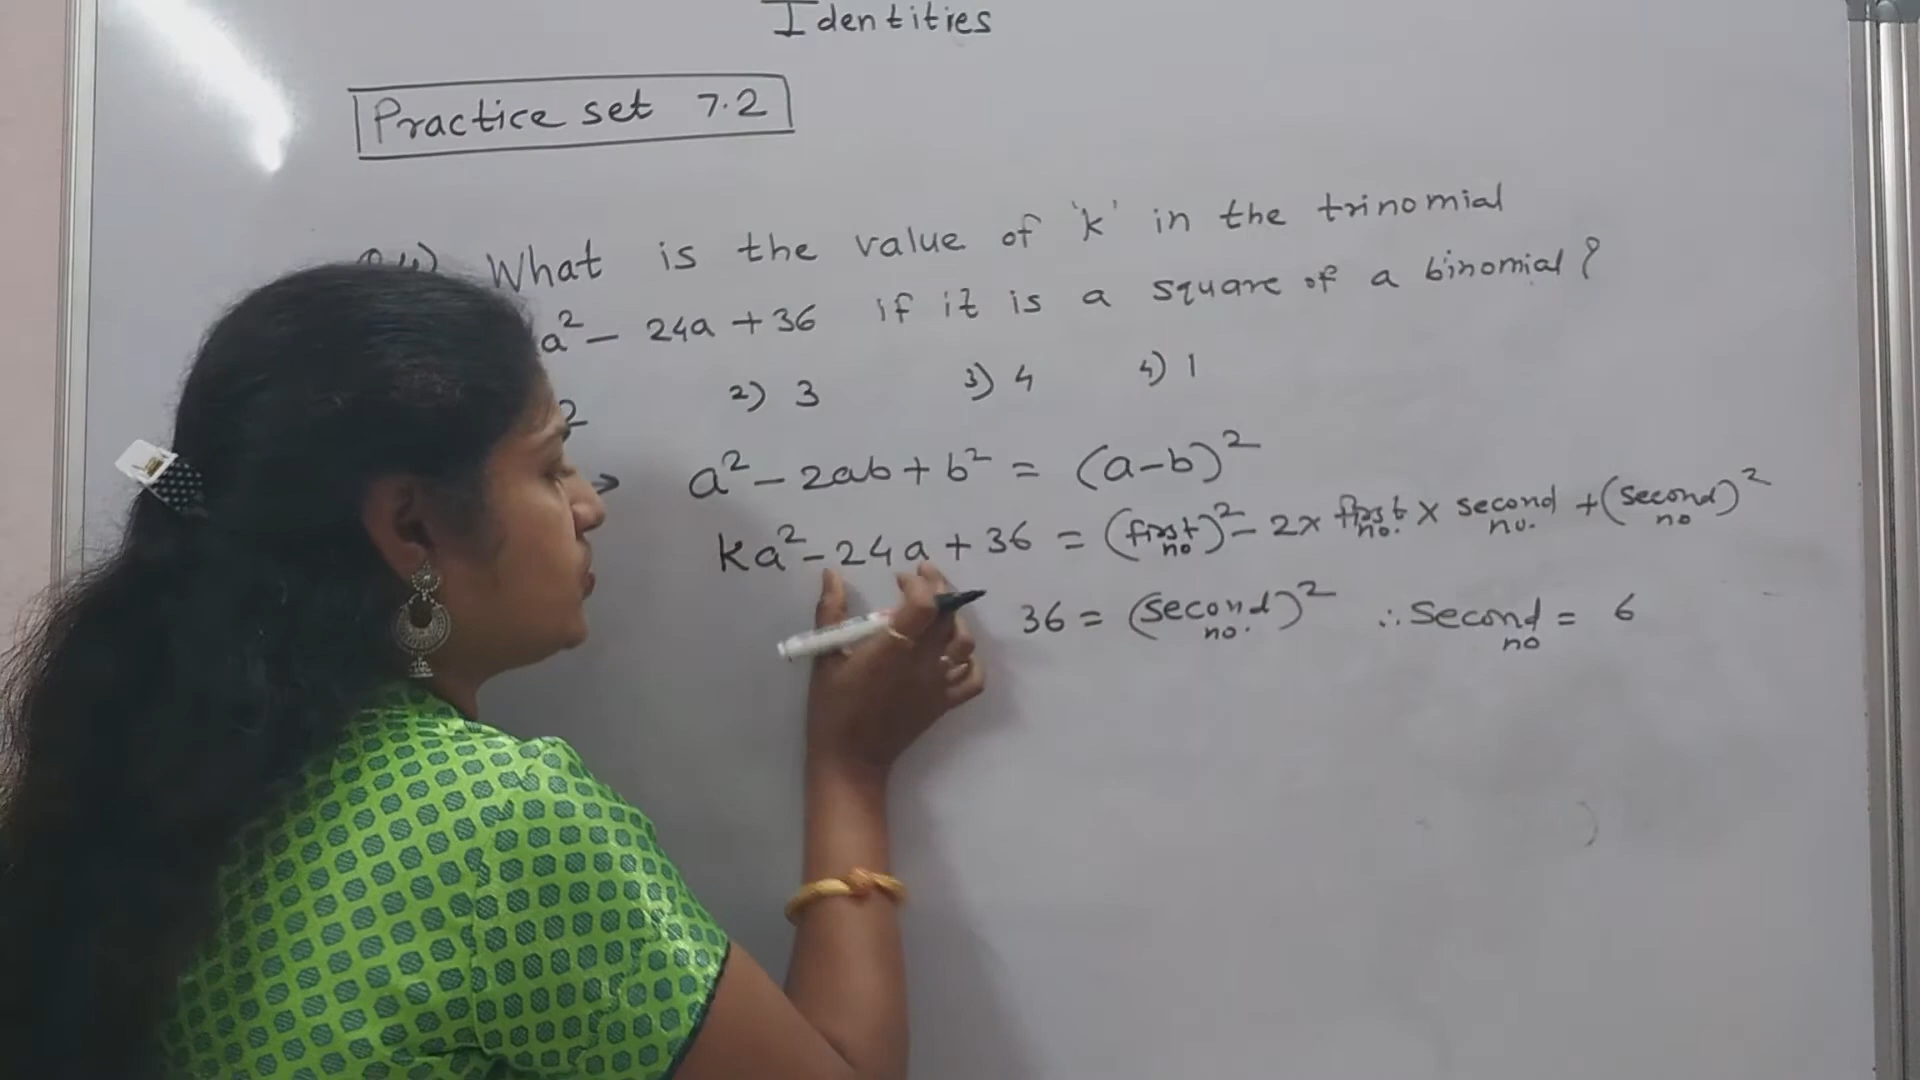 Identities
Practice set 7.2
What is the value of 'k' in the trinomial
a² - 24a + 36 if it is a square of a binomial?
2 2) 3 3) 4 4) 1
→ a² - 2ab + b² = (a-b)²
ka² - 24a + 36 = (first no)² - 2 x first no. x second no. + (second no)²
36 = (second no.)² ∴ second no = 6